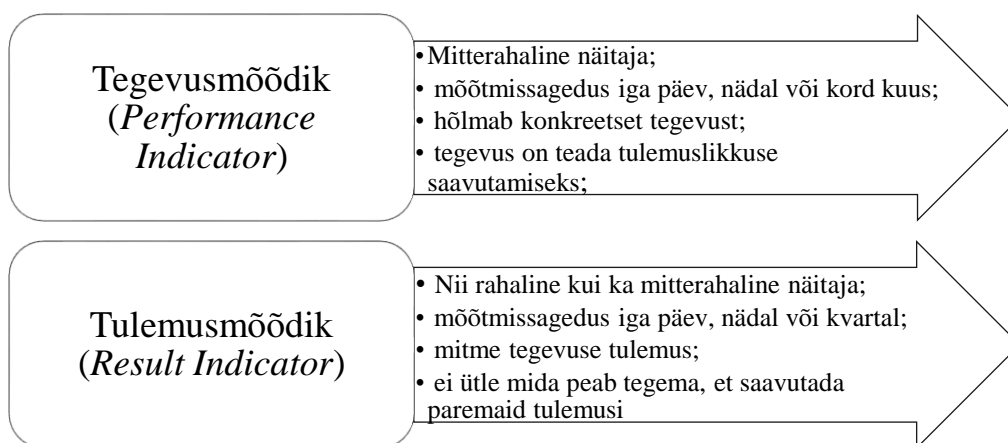 Tegevusmõõdik
(Performance
Indicator)
• Mitterahaline näitaja;
• mõõtmissagedus iga päev, nädal või kord kuus;
• hõlmab konkreetset tegevust;
• tegevus on teada tulemuslikkuse
saavutamiseks;
Tulemusmõõdik
(Result Indicator)
• Nii rahaline kui ka mitterahaline näitaja;
• mõõtmissagedus iga päev, nädal või kvartal;
• mitme tegevuse tulemus;
• ei ütle mida peab tegema, et saavutada
paremaid tulemusi